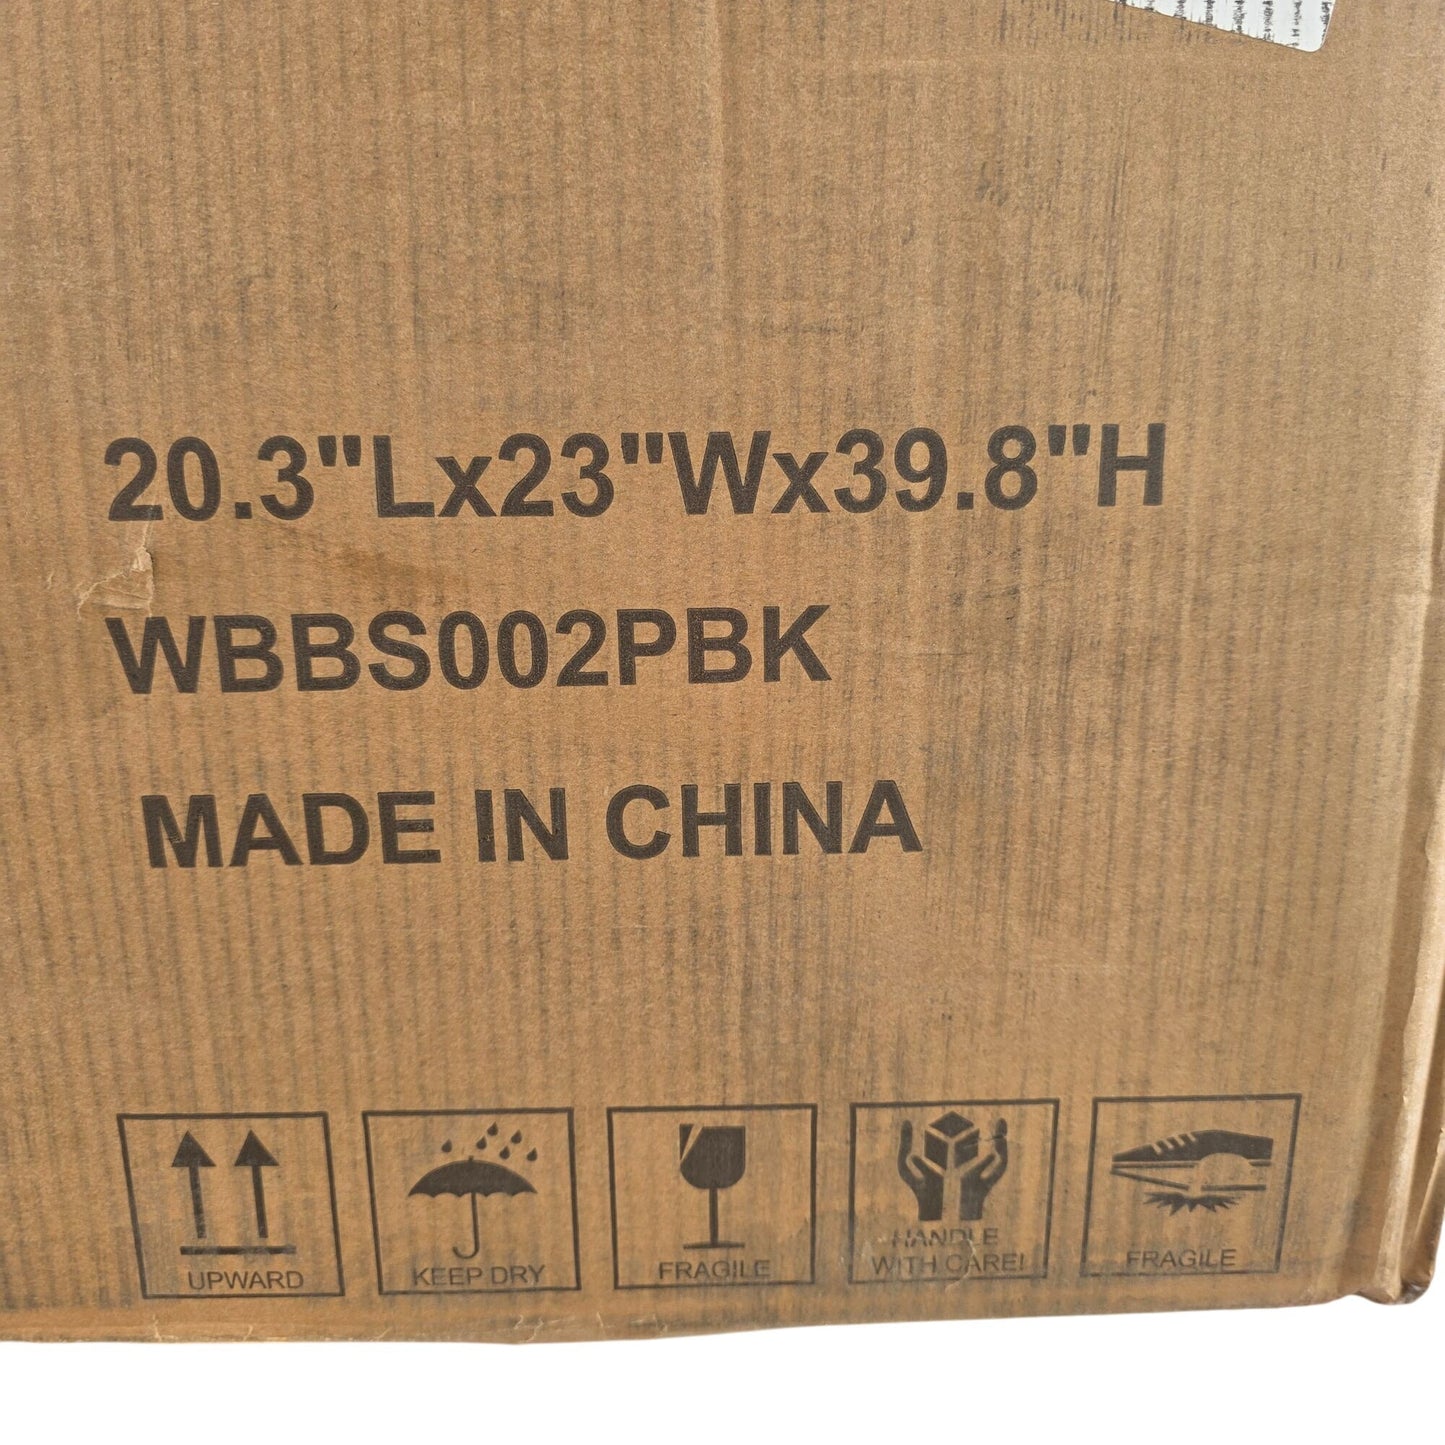 20.3"Lx23"Wx39.8"H
WBBS002PBK
MADE IN CHINA
UPWARD
KEEP DRY
FRAGILE
HANDLE
WITH CARE!
FRAGILE